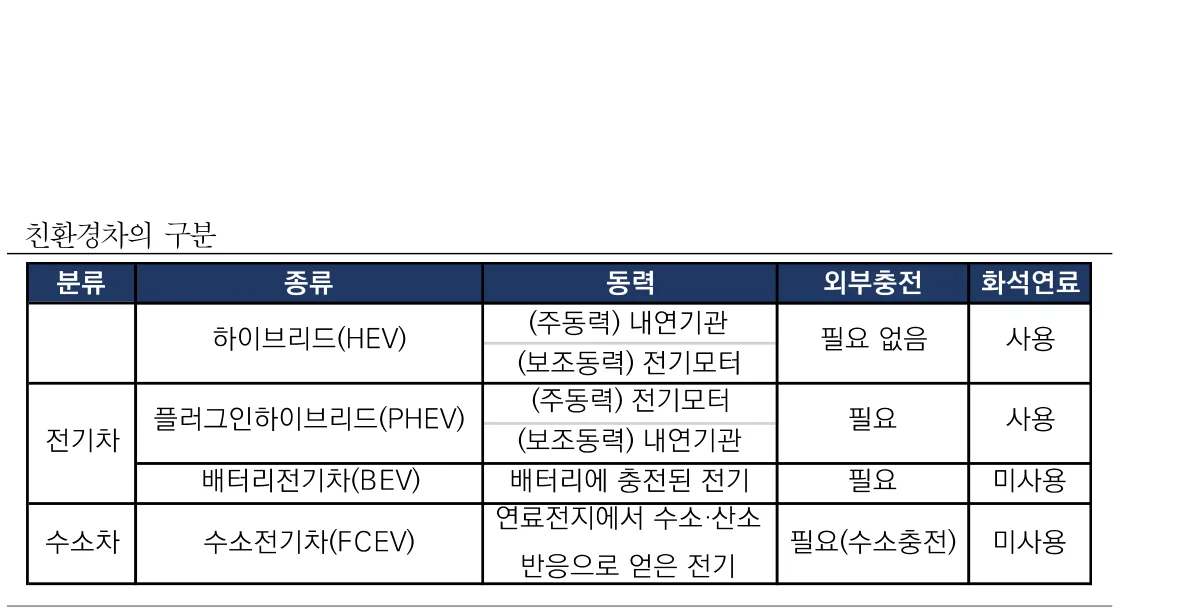 친환경차의 구분
분류 종류 동력 외부충전 화석연료
하이브리드(HEV) (주동력) 내연기관 필요 없음 사용
(보조동력) 전기모터
전기차 플러그인하이브리드(PHEV) (주동력) 전기모터 필요 사용
(보조동력) 내연기관
배터리전기차(BEV) 배터리에 충전된 전기 필요 미사용
수소차 수소전기차(FCEV) 연료전지에서 수소·산소 필요(수소충전) 미사용
반응으로 얻은 전기